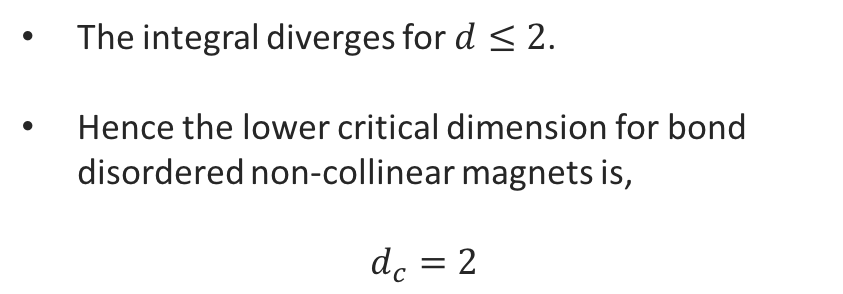 • The integral diverges for d ≤ 2.
• Hence the lower critical dimension for bond
disordered non-collinear magnets is,
d_c = 2